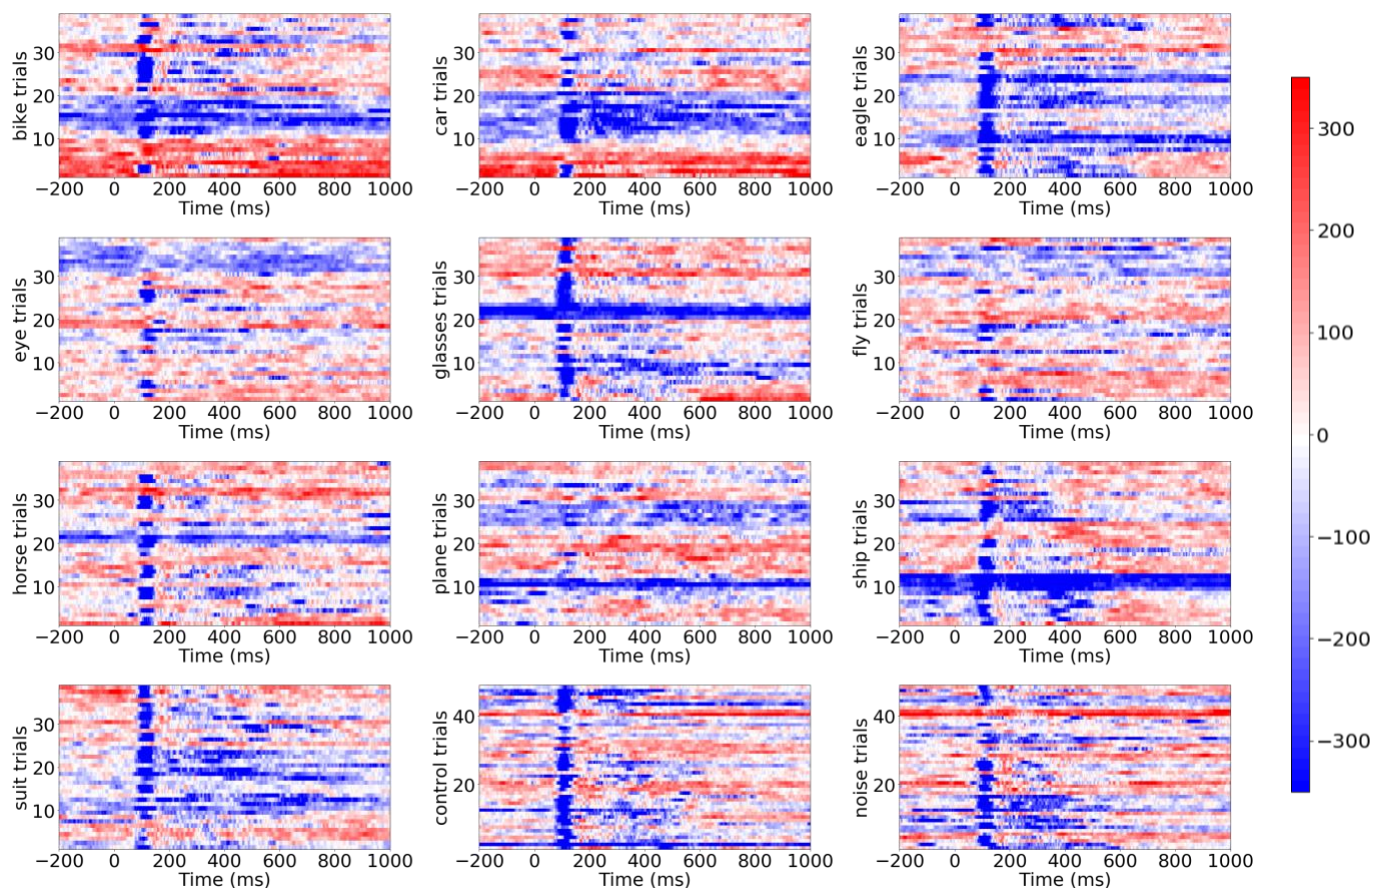 bike trials
30
20
10
−200 0 200 400 600 800 1000
Time (ms)
car trials
30
20
10
−200 0 200 400 600 800 1000
Time (ms)
eagle trials
30
20
10
−200 0 200 400 600 800 1000
Time (ms)
eye trials
30
20
10
−200 0 200 400 600 800 1000
Time (ms)
glasses trials
30
20
10
−200 0 200 400 600 800 1000
Time (ms)
fly trials
30
20
10
−200 0 200 400 600 800 1000
Time (ms)
horse trials
30
20
10
−200 0 200 400 600 800 1000
Time (ms)
plane trials
30
20
10
−200 0 200 400 600 800 1000
Time (ms)
ship trials
30
20
10
−200 0 200 400 600 800 1000
Time (ms)
suit trials
30
20
10
−200 0 200 400 600 800 1000
Time (ms)
control trials
40
20
−200 0 200 400 600 800 1000
Time (ms)
noise trials
40
20
−200 0 200 400 600 800 1000
Time (ms)
300
200
100
0
−100
−200
−300